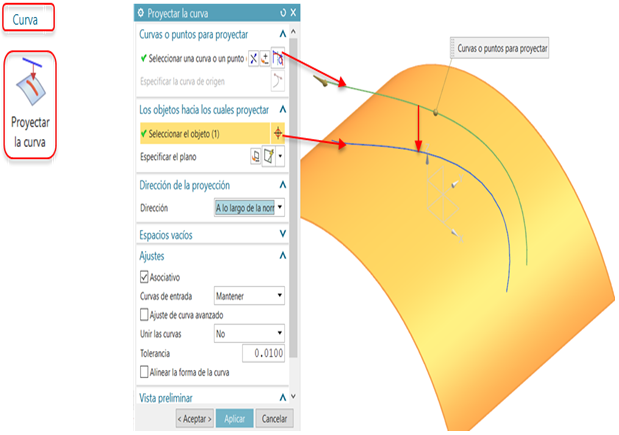 Curva
Proyectar
la curva
Proyectar la curva
Curvas o puntos para proyectar
Seleccionar una curva o un punto
Especificar la curva de origen
Los objetos hacia los cuales proyectar
Seleccionar el objeto (1)
Especificar el plano
Dirección de la proyección
Dirección
A lo largo de la norr
Espacios vacíos
Ajustes
Asociativo
Curvas de entrada
Mantener
Ajuste de curva avanzado
Unir las curvas
No
Tolerancia
0.0100
Alinear la forma de la curva
Vista preliminar
< Aceptar >
Aplicar
Cancelar
Curvas o puntos para proyectar